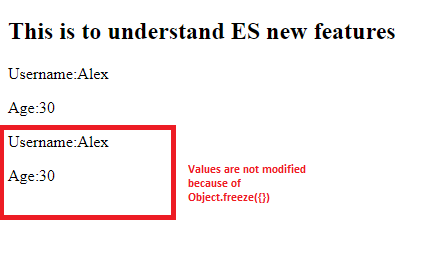 This is to understand ES new features
Username:Alex
Age:30
Username:Alex
Age:30
Values are not modified
because of
Object.freeze({})